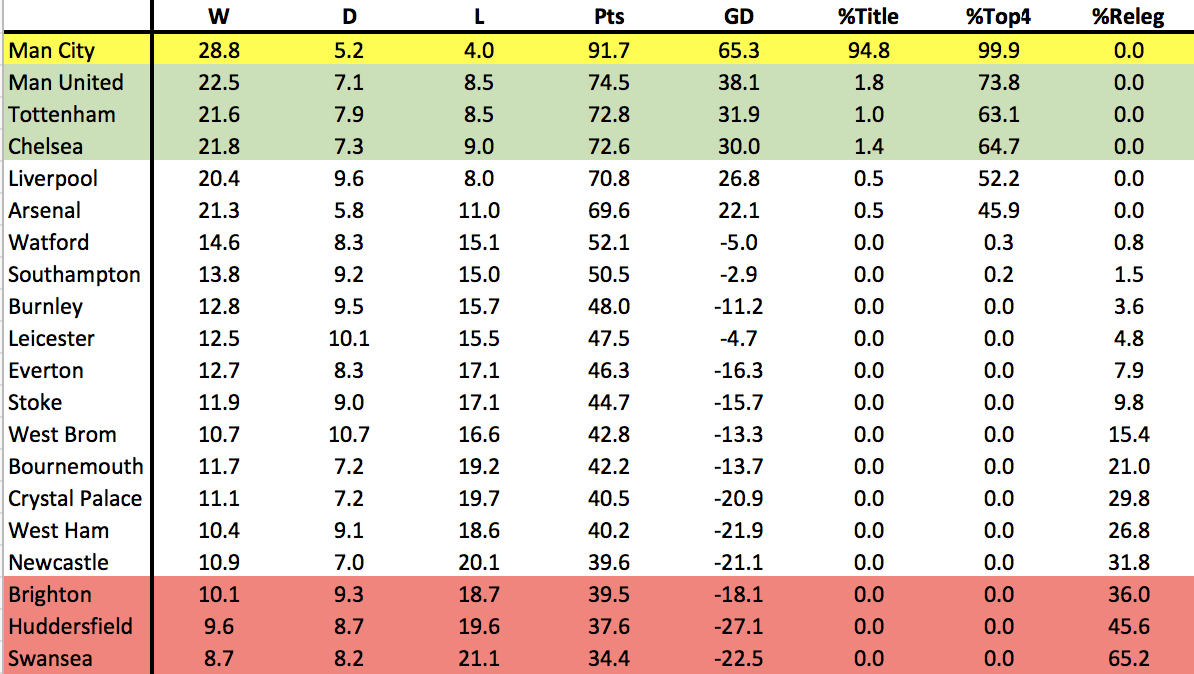 W D L Pts GD %Title %Top4 %Releg
Man City 28.8 5.2 4.0 91.7 65.3 94.8 99.9 0.0
Man United 22.5 7.1 8.5 74.5 38.1 1.8 73.8 0.0
Tottenham 21.6 7.9 8.5 72.8 31.9 1.0 63.1 0.0
Chelsea 21.8 7.3 9.0 72.6 30.0 1.4 64.7 0.0
Liverpool 20.4 9.6 8.0 70.8 26.8 0.5 52.2 0.0
Arsenal 21.3 5.8 11.0 69.6 22.1 0.5 45.9 0.0
Watford 14.6 8.3 15.1 52.1 -5.0 0.0 0.3 0.8
Southampton 13.8 9.2 15.0 50.5 -2.9 0.0 0.2 1.5
Burnley 12.8 9.5 15.7 48.0 -11.2 0.0 0.0 3.6
Leicester 12.5 10.1 15.5 47.5 -4.7 0.0 0.0 4.8
Everton 12.7 8.3 17.1 46.3 -16.3 0.0 0.0 7.9
Stoke 11.9 9.0 17.1 44.7 -15.7 0.0 0.0 9.8
West Brom 10.7 10.7 16.6 42.8 -13.3 0.0 0.0 15.4
Bournemouth 11.7 7.2 19.2 42.2 -13.7 0.0 0.0 21.0
Crystal Palace 11.1 7.2 19.7 40.5 -20.9 0.0 0.0 29.8
West Ham 10.4 9.1 18.6 40.2 -21.9 0.0 0.0 26.8
Newcastle 10.9 7.0 20.1 39.6 -21.1 0.0 0.0 31.8
Brighton 10.1 9.3 18.7 39.5 -18.1 0.0 0.0 36.0
Huddersfield 9.6 8.7 19.6 37.6 -27.1 0.0 0.0 45.6
Swansea 8.7 8.2 21.1 34.4 -22.5 0.0 0.0 65.2